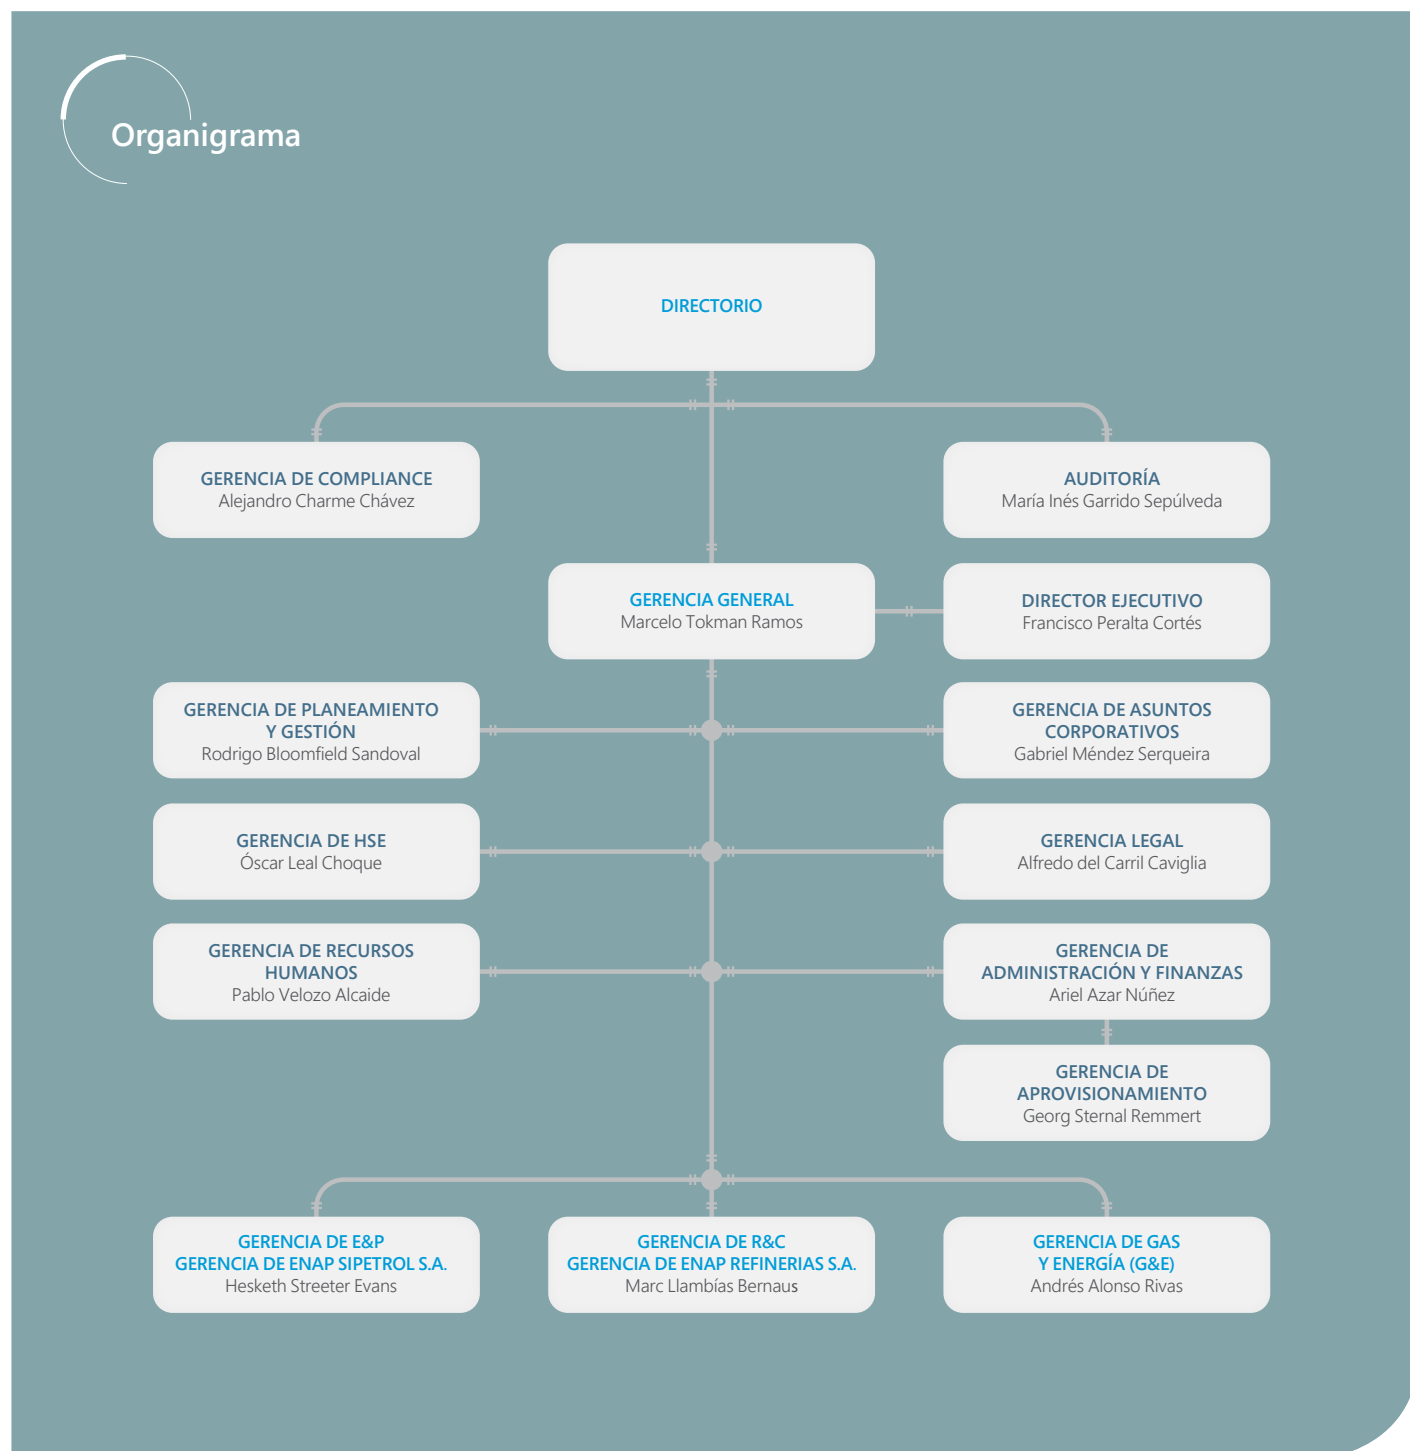 Organigrama
DIRECTORIO
GERENCIA DE COMPLIANCE
Alejandro Charme Chávez
AUDITORÍA
María Inés Garrido Sepúlveda
GERENCIA GENERAL
Marcelo Tokman Ramos
DIRECTOR EJECUTIVO
Francisco Peralta Cortés
GERENCIA DE PLANEAMIENTO
Y GESTIÓN
Rodrigo Bloomfield Sandoval
GERENCIA DE ASUNTOS
CORPORATIVOS
Gabriel Méndez Serqueira
GERENCIA DE HSE
Óscar Leal Choque
GERENCIA LEGAL
Alfredo del Carril Caviglia
GERENCIA DE RECURSOS
HUMANOS
Pablo Velozo Alcaide
GERENCIA DE
ADMINISTRACIÓN Y FINANZAS
Ariel Azar Núñez
GERENCIA DE
APROVISIONAMIENTO
Georg Sternal Remmert
GERENCIA DE E&P
GERENCIA DE ENAP SIPETROL S.A.
Hesketh Streeter Evans
GERENCIA DE R&C
GERENCIA DE ENAP REFINERIAS S.A.
Marc Llambías Bernaus
GERENCIA DE GAS
Y ENERGÍA (G&E)
Andrés Alonso Rivas